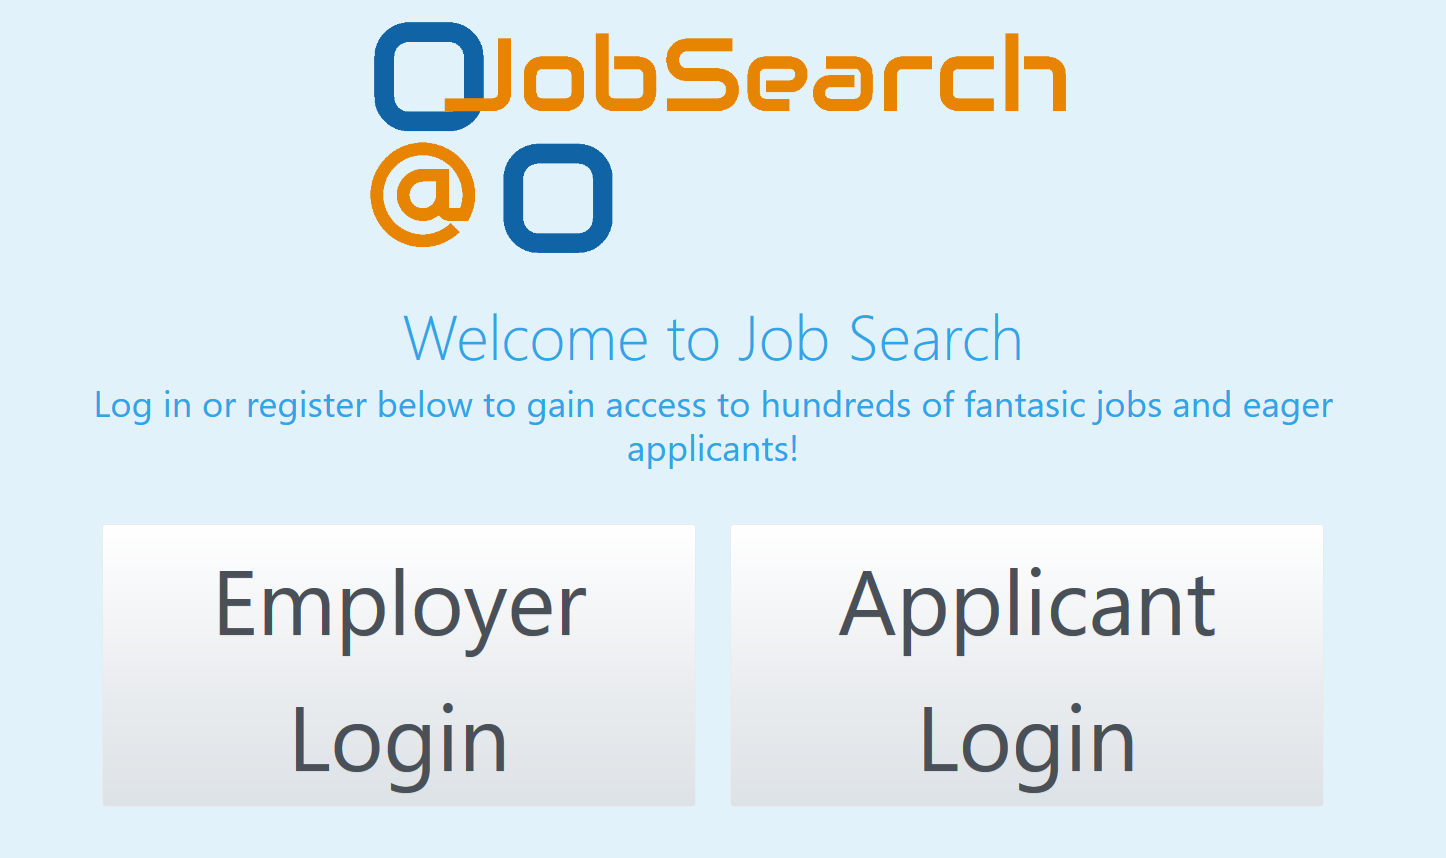 JobSearch
@
Welcome to Job Search
Log in or register below to gain access to hundreds of fantasic jobs and eager
applicants!
Employer
Login
Applicant
Login